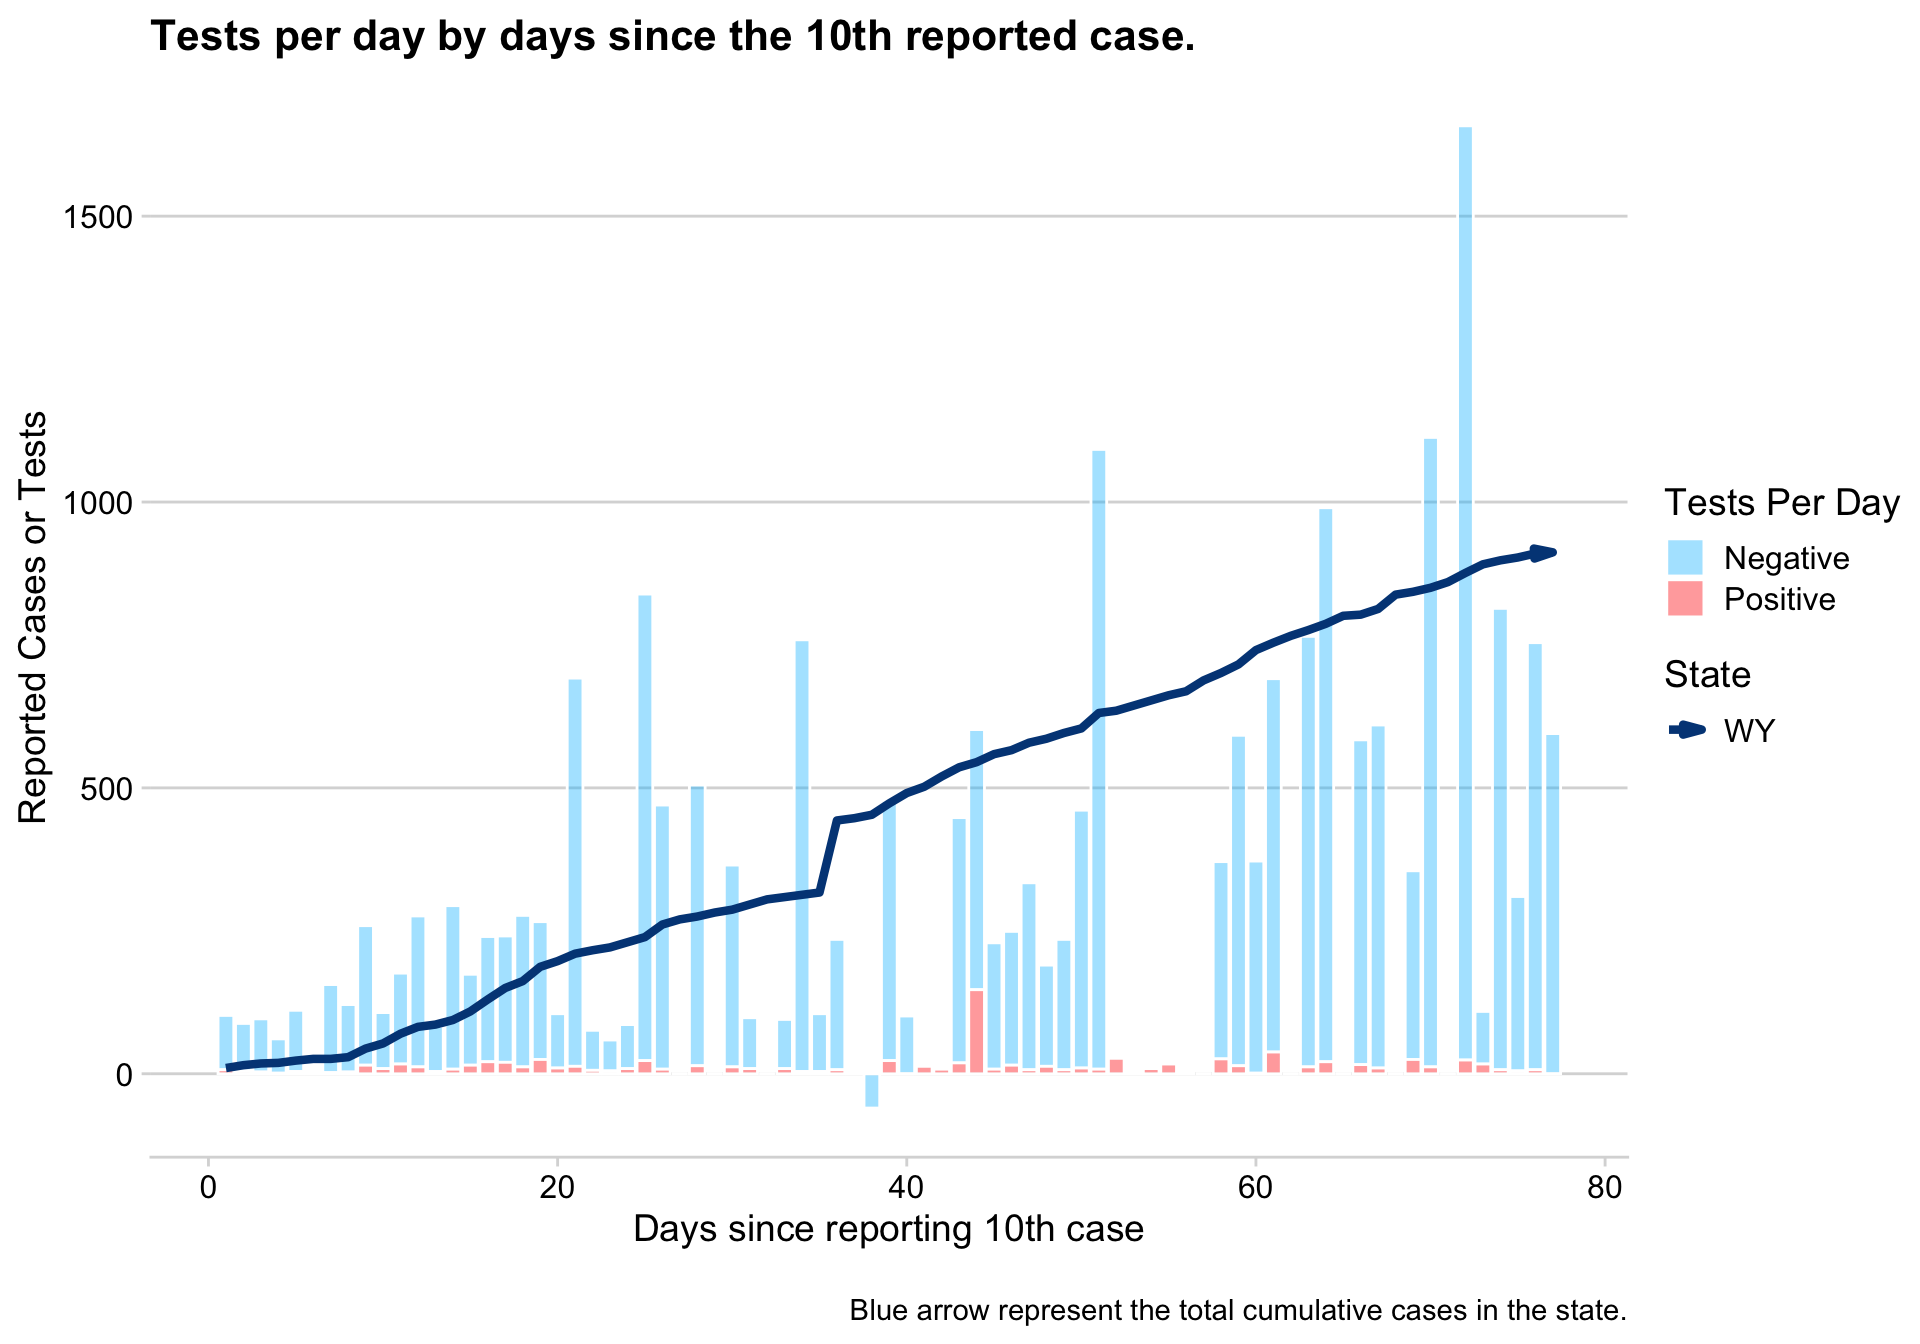 Tests per day by days since the 10th reported case.
1500
1000
500
0
Reported Cases or Tests
0 20 40 60 80
Days since reporting 10th case
Tests Per Day
Negative
Positive
State
WY
Blue arrow represent the total cumulative cases in the state.